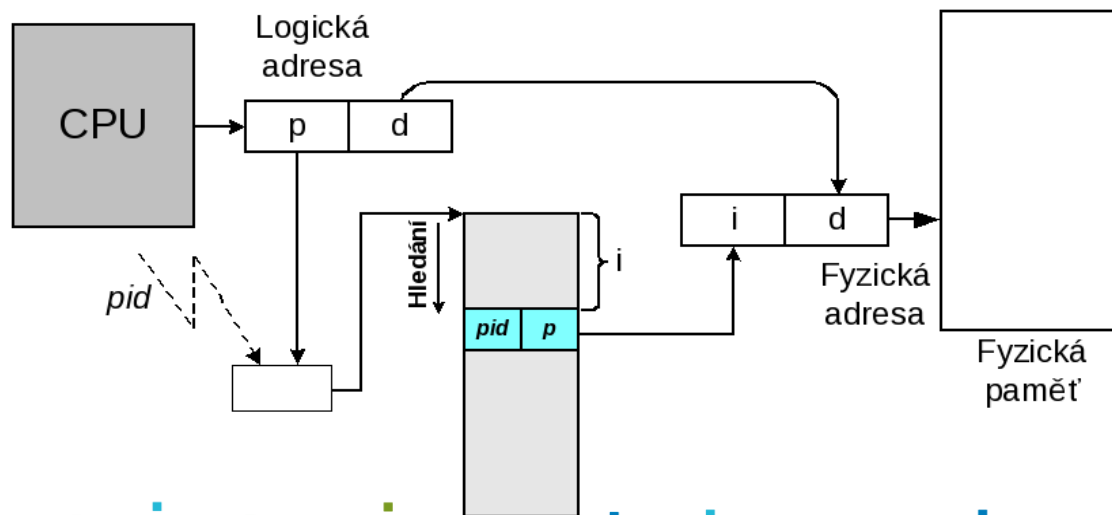 Logická
adresa
CPU
p
d
i
d
Hledání
i
pid
pid
p
Fyzická
adresa
Fyzická
paměť